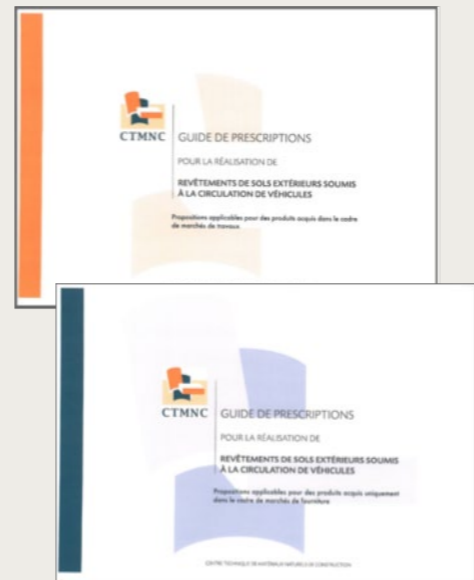 CTMNC
GUIDE DE PRESCRIPTIONS
POUR LA RÉALISATION DE
REVÊTEMENTS DE SOLS EXTÉRIEURS SOUMIS
À LA CIRCULATION DE VÉHICULES
Propositions applicables pour des produits acquis dans le cadre
de marchés de travaux
CTMNC
GUIDE DE PRESCRIPTIONS
POUR LA RÉALISATION DE
REVÊTEMENTS DE SOLS EXTÉRIEURS SOUMIS
À LA CIRCULATION DE VÉHICULES
Propositions applicables pour des produits acquis uniquement
dans le cadre de marchés de fourniture
CENTRE TECHNIQUE DE MATÉRIAUX NATURELS DE CONSTRUCTION